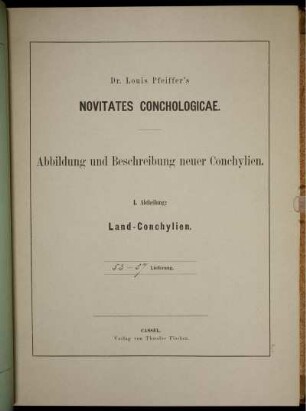 Dr. Louis Pfeiffer's
NOVITATES CONCHOLOGICAE.
Abbildung und Beschreibung neuer Conchylien.
I. Abtheilung:
Land-Conchylien.
Lieferung.
CASSEL,
Verlag von Theodor Fischer.